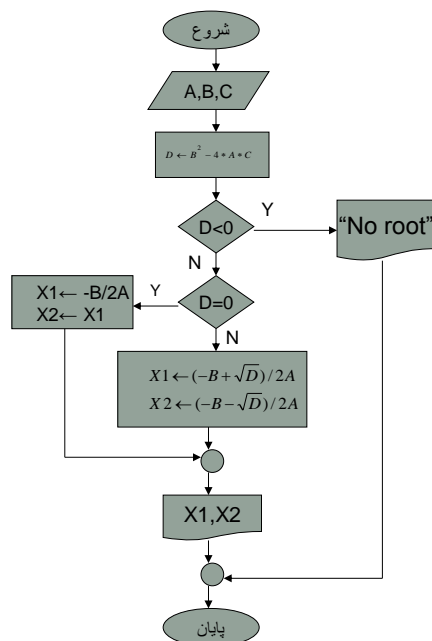 شروع
A,B,C
D ← B² − 4 * A * C
D<0
Y
“No root”
N
D=0
Y
X1← -B/2A
X2← X1
N
X1 ← (−B + √D) / 2A
X2 ← (−B − √D) / 2A
X1,X2
پایان